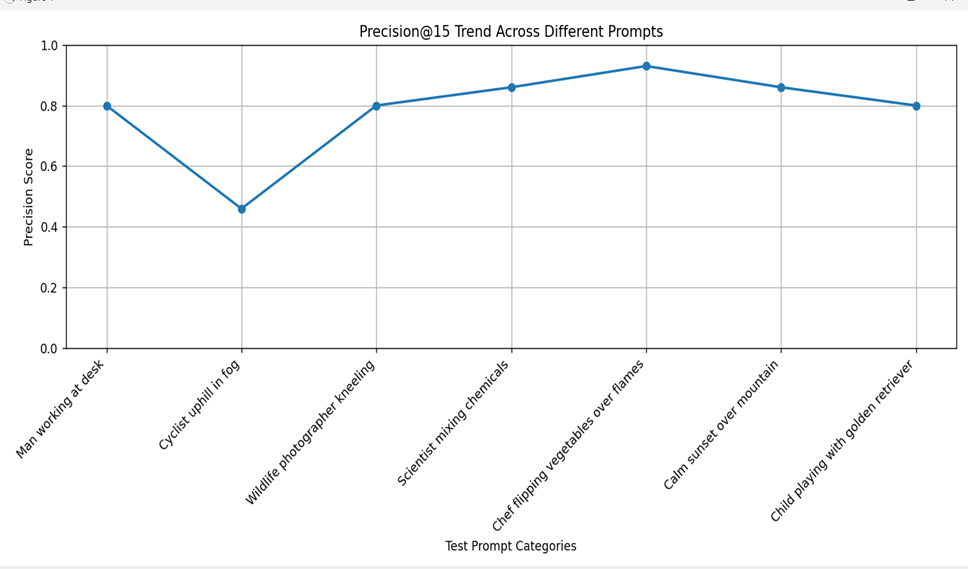 Precision@15 Trend Across Different Prompts
1.0
0.8
0.6
0.4
0.2
0.0
Precision Score
Man working at desk
Cyclist uphill in fog
Wildlife photographer kneeling
Scientist mixing chemicals
Chef flipping vegetables over flames
Calm sunset over mountain
Child playing with golden retriever
Test Prompt Categories